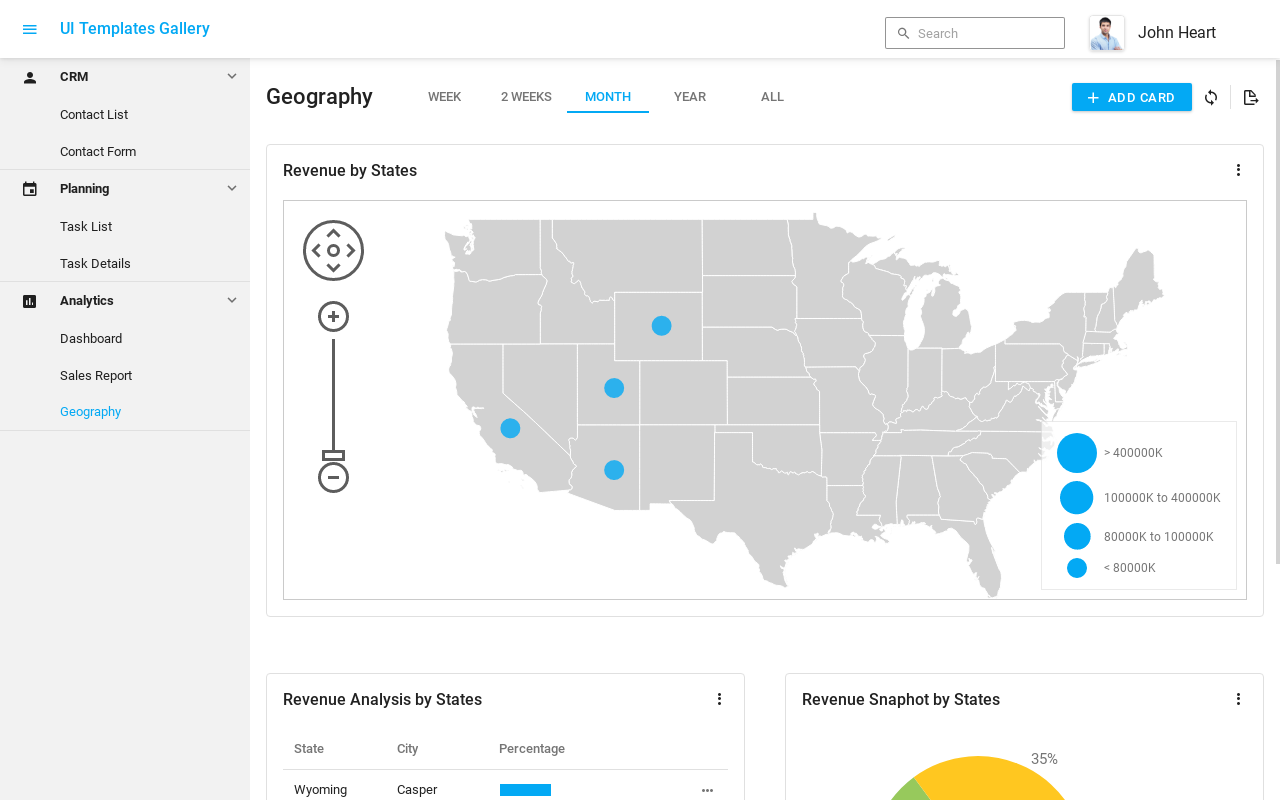 UI Templates Gallery
Search
John Heart
CRM
Contact List
Contact Form
Planning
Task List
Task Details
Analytics
Dashboard
Sales Report
Geography
Geography
WEEK
2 WEEKS
MONTH
YEAR
ALL
ADD CARD
Revenue by States
> 400000K
100000K to 400000K
80000K to 100000K
< 80000K
Revenue Analysis by States
State City Percentage
Wyoming Casper
Revenue Snaphot by States
35%